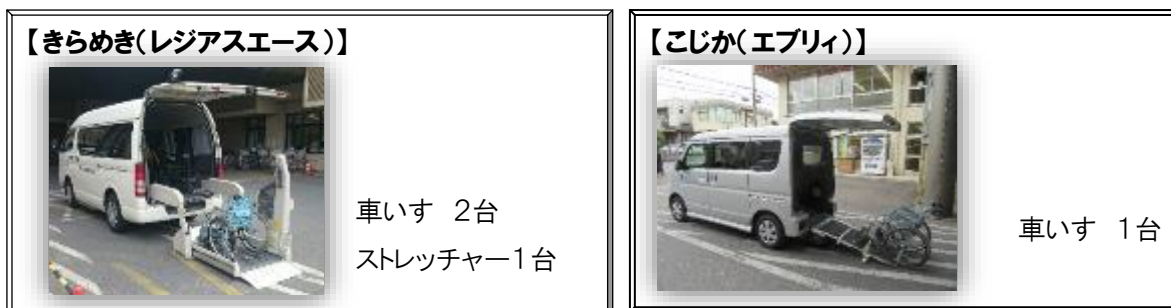 【きらめき（レジアスエース）】
車いす　2台
ストレッチャー1台
【こじか（エブリィ）】
車いす　1台